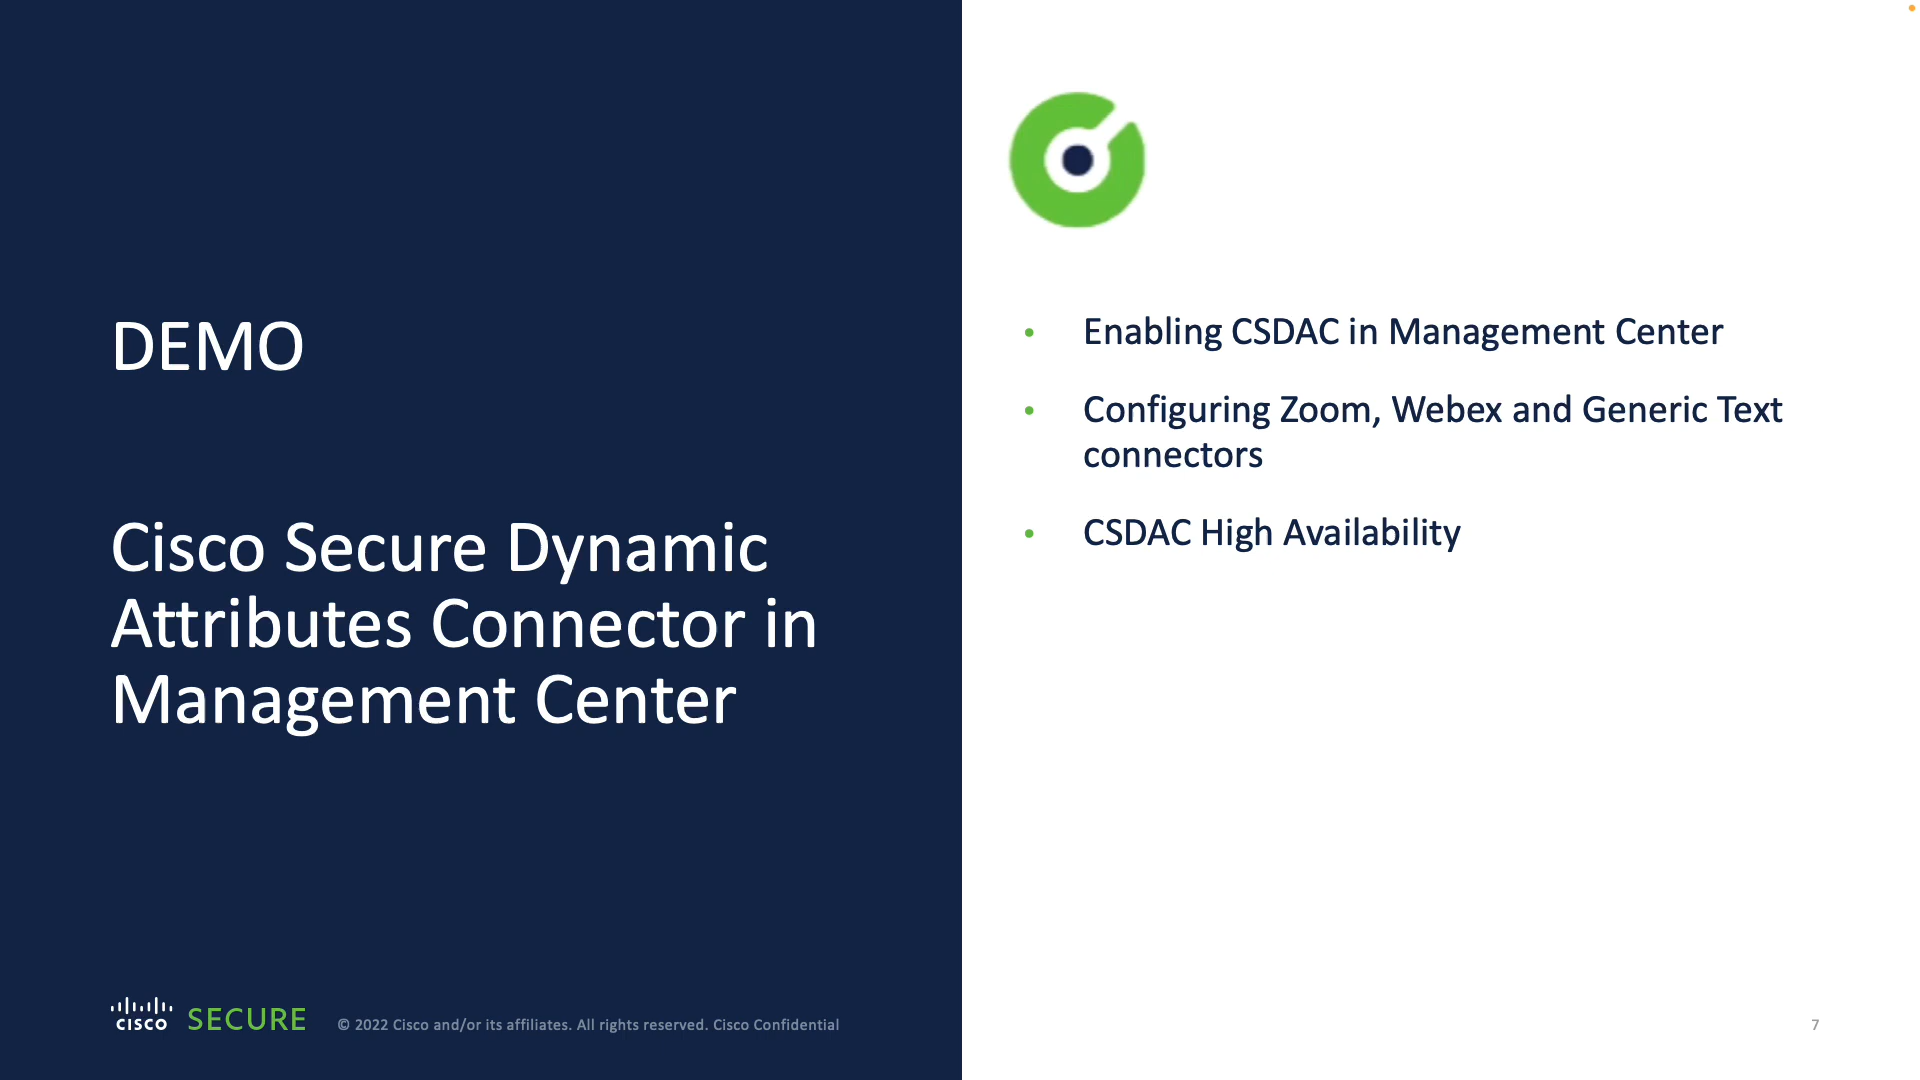 DEMO
Cisco Secure Dynamic
Attributes Connector in
Management Center
• Enabling CSDAC in Management Center
• Configuring Zoom, Webex and Generic Text
connectors
• CSDAC High Availability
CISCO SECURE © 2022 Cisco and/or its affiliates. All rights reserved. Cisco Confidential
7